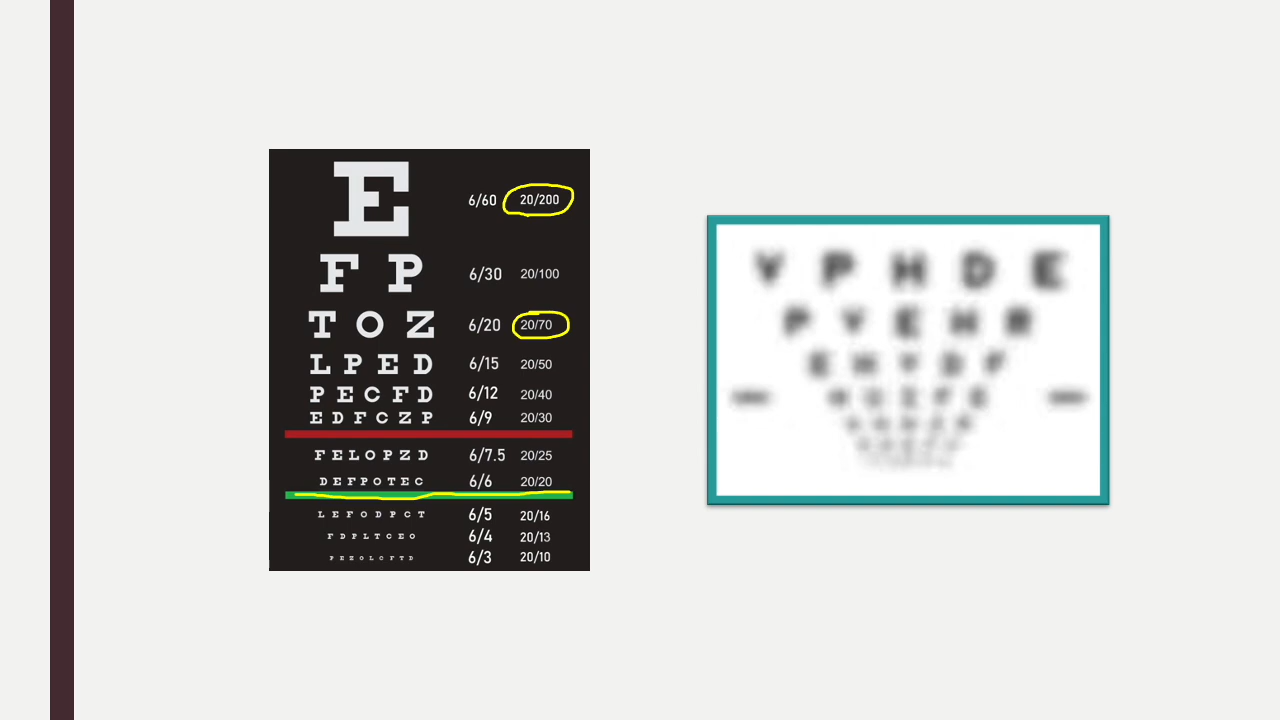 E 6/60 20/200
F P 6/30 20/100
T O Z 6/20 20/70
L P E D 6/15 20/50
P E C F D 6/12 20/40
E D F C Z P 6/9 20/30
F E L O P Z D 6/7.5 20/25
D E F P O T E C 6/6 20/20
L E F O D P C T 6/5 20/16
F D P L T C E O 6/4 20/13
P E Z O L C F T D 6/3 20/10
Y P H D E
P V E H R
E H Y D F